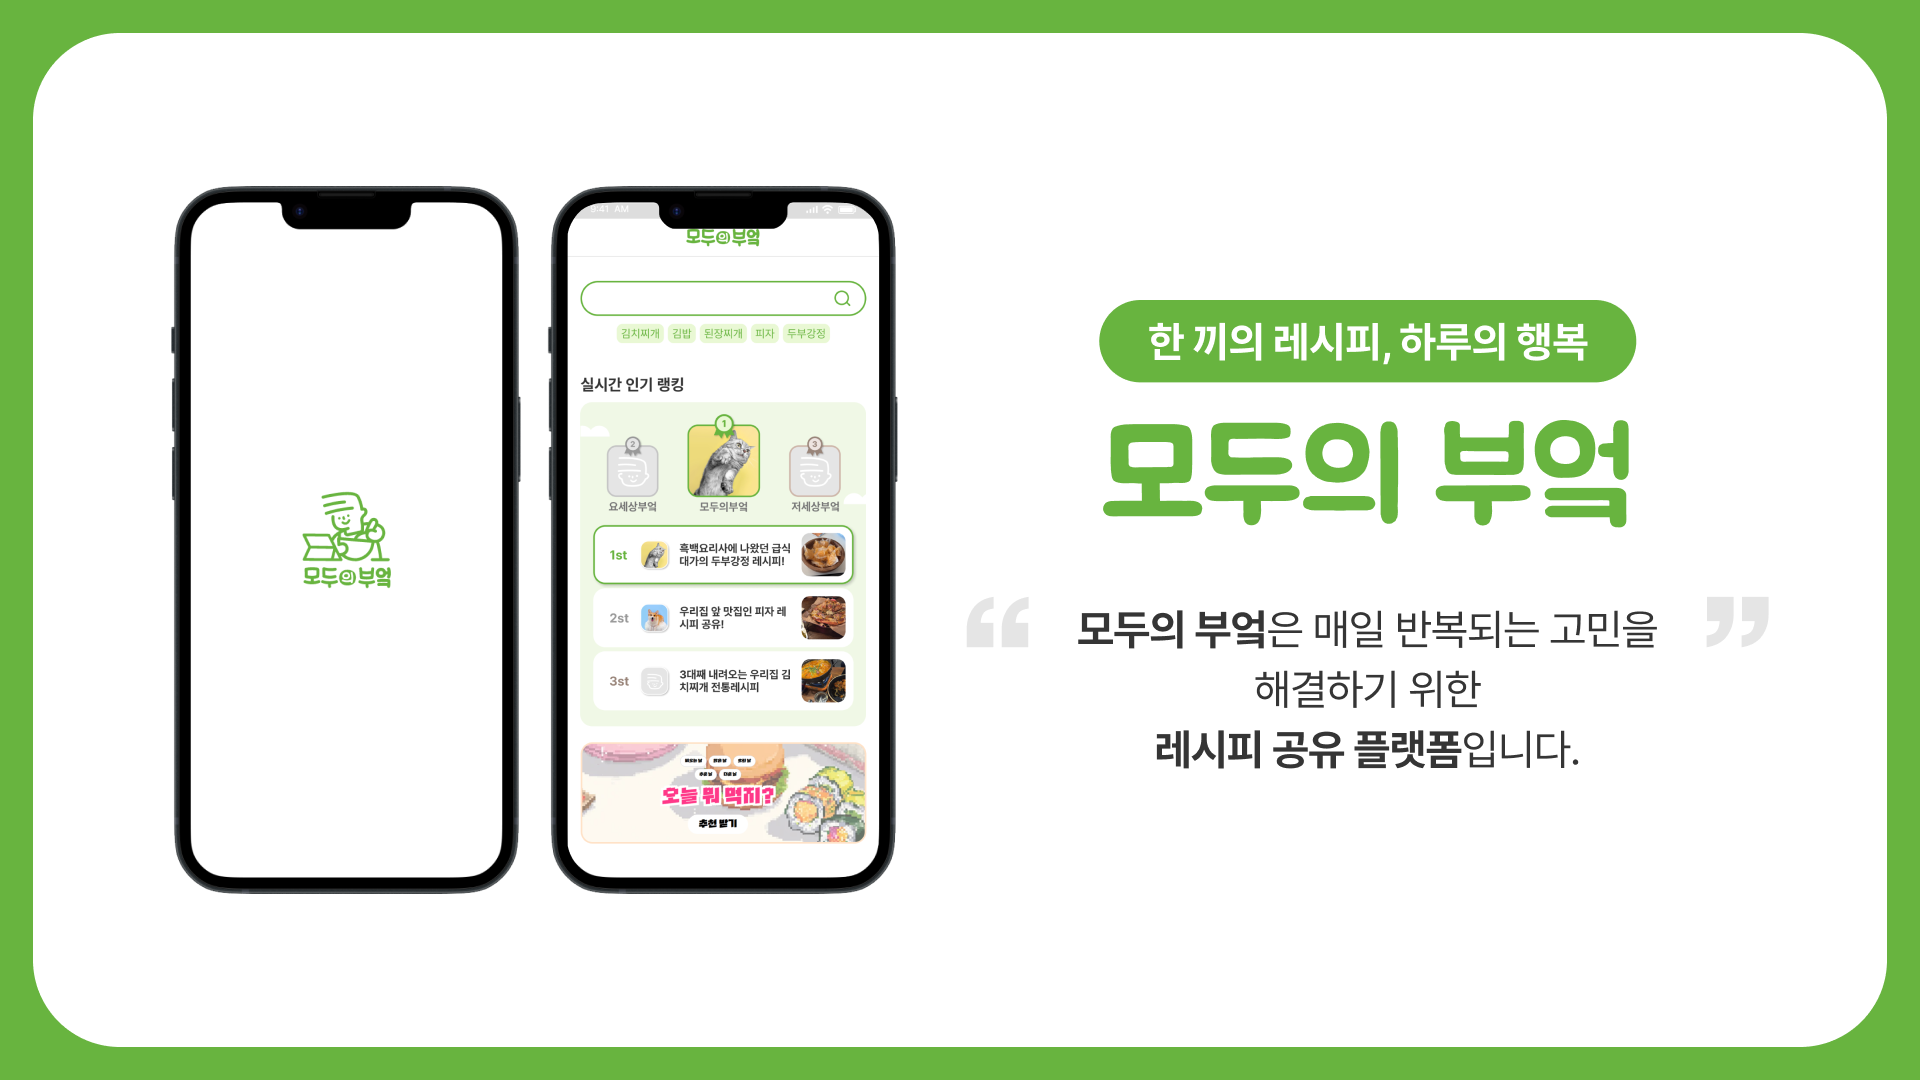 모두의부엌
9:41 AM
모두의부엌
김치찌개 김밥 된장찌개 피자 두부강정
실시간 인기 랭킹
2
1
3
요세상부엌
모두의부엌
저세상부엌
1st
흑백요리사에 나왔던 급식
대가의 두부강정 레시피!
2st
우리집 앞 맛집인 피자 레
시피 공유!
3st
3대째 내려오는 우리집 김
치찌개 전통레시피
오늘 뭐 먹지?
추천 받기
한 끼의 레시피, 하루의 행복
모두의 부엌
“
모두의 부엌은 매일 반복되는 고민을
해결하기 위한
레시피 공유 플랫폼입니다.
”